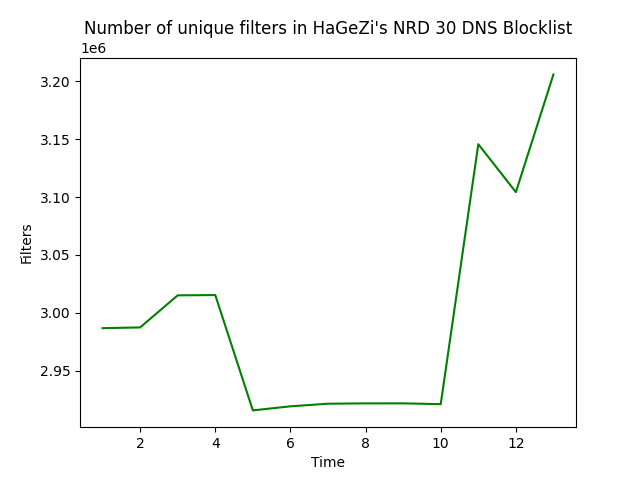 Number of unique filters in HaGeZi's NRD 30 DNS Blocklist
1e6
3.20
3.15
3.10
3.05
3.00
2.95
Filters
2 4 6 8 10 12
Time